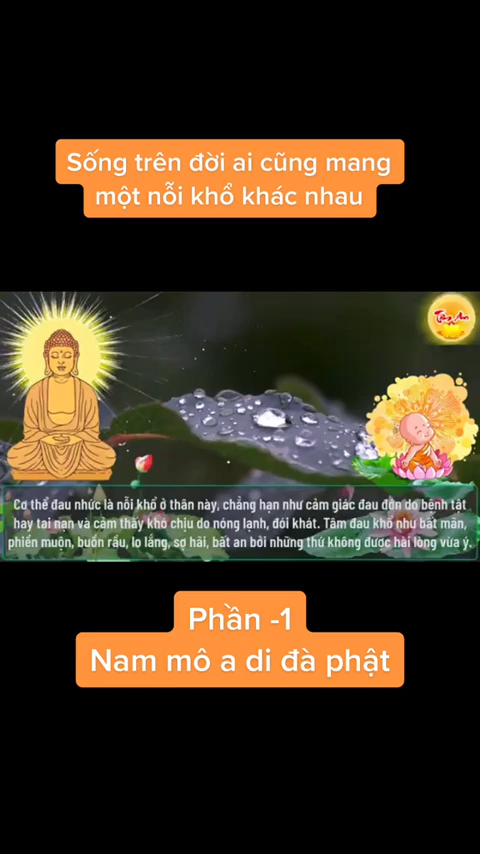 Sống trên đời ai cũng mang
một nỗi khổ khác nhau
Tâm An
Cơ thể đau nhức là nỗi khổ ở thân này, chẳng hạn như cảm giác đau đớn do bệnh tật
hay tai nạn và cảm thấy khó chịu do nóng lạnh, đói khát. Tâm đau khổ như bất mãn,
phiền muộn, buồn rầu, lo lắng, sợ hãi, bất an bởi những thứ không được hài lòng vừa ý.
Phần -1
Nam mô a di đà phật